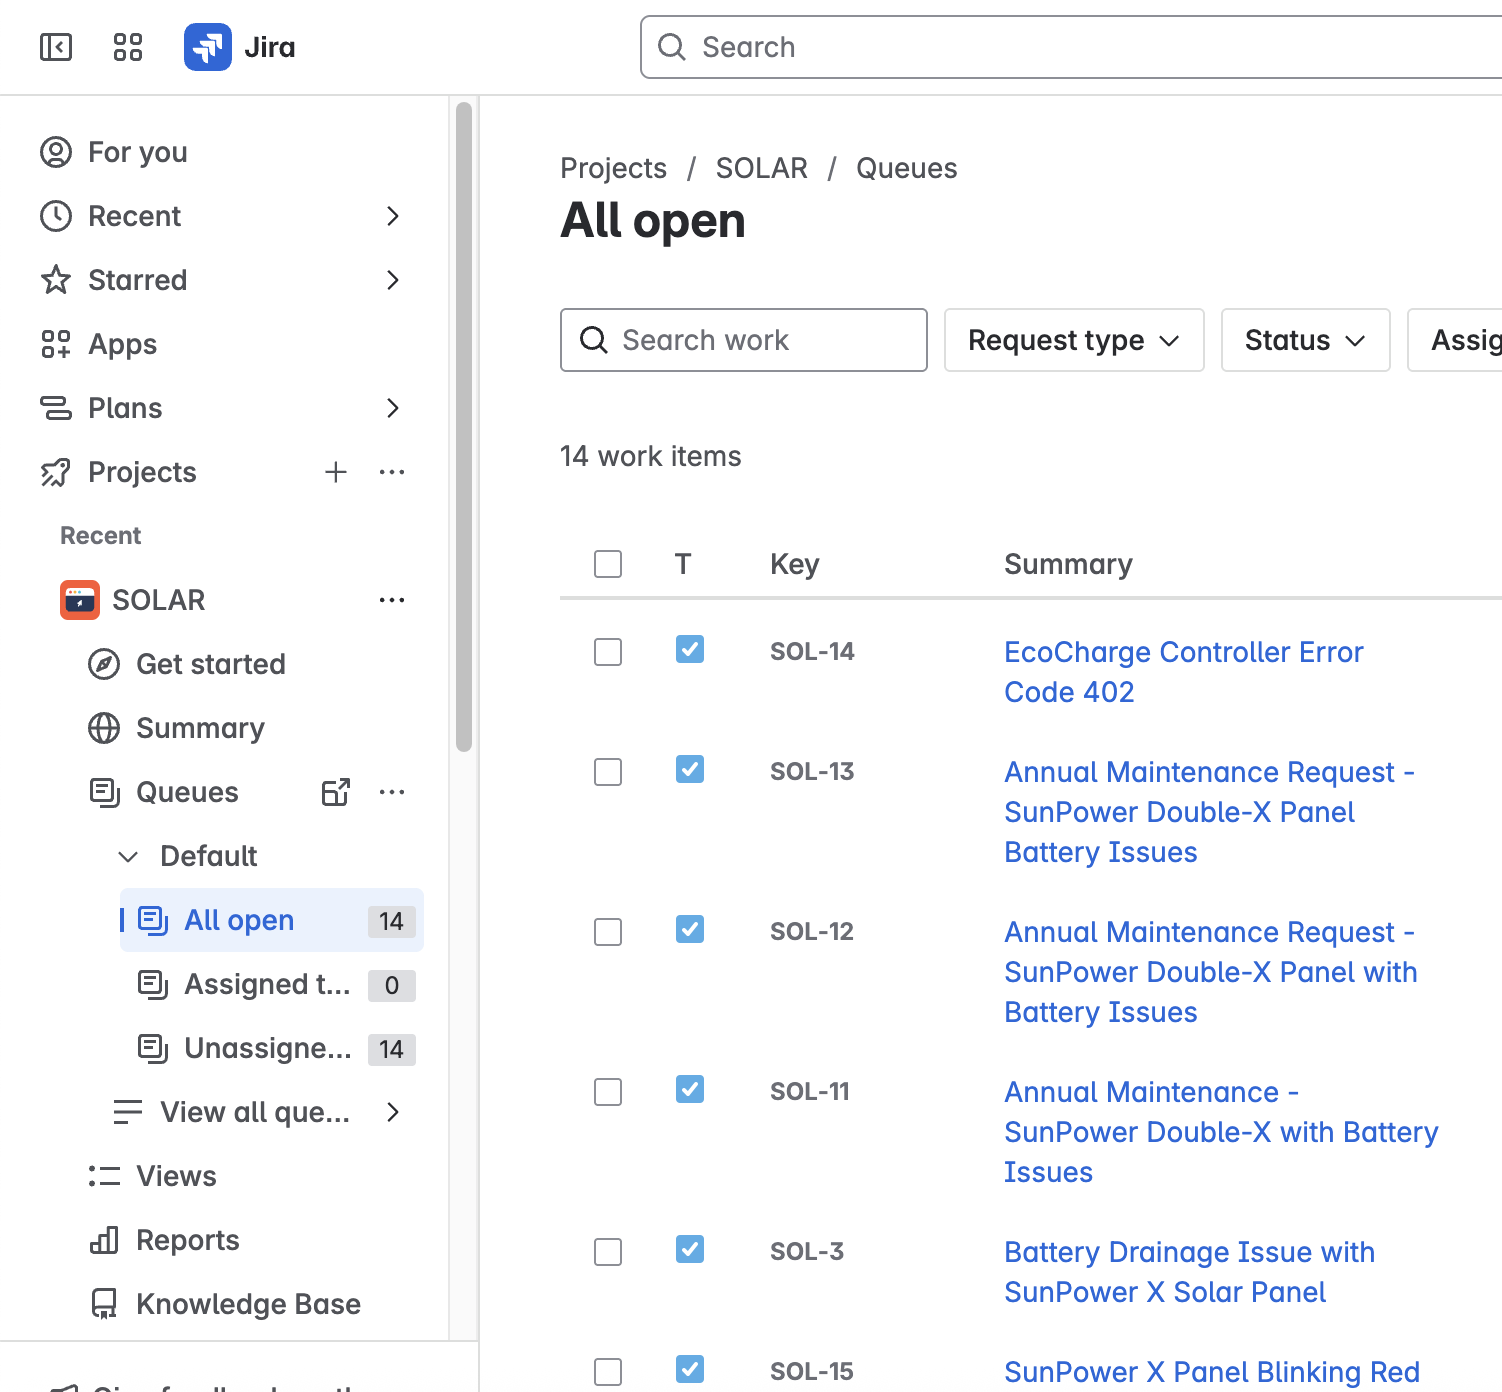 Jira
Search
For you
Recent
Starred
Apps
Plans
Projects
Recent
SOLAR
Get started
Summary
Queues
Default
All open 14
Assigned t... 0
Unassigne... 14
View all que...
Views
Reports
Knowledge Base
Projects / SOLAR / Queues
All open
Search work
Request type
Status
Assig
14 work items
T Key Summary
SOL-14 EcoCharge Controller Error
Code 402
SOL-13 Annual Maintenance Request -
SunPower Double-X Panel
Battery Issues
SOL-12 Annual Maintenance Request -
SunPower Double-X Panel with
Battery Issues
SOL-11 Annual Maintenance -
SunPower Double-X with Battery
Issues
SOL-3 Battery Drainage Issue with
SunPower X Solar Panel
SOL-15 SunPower X Panel Blinking Red